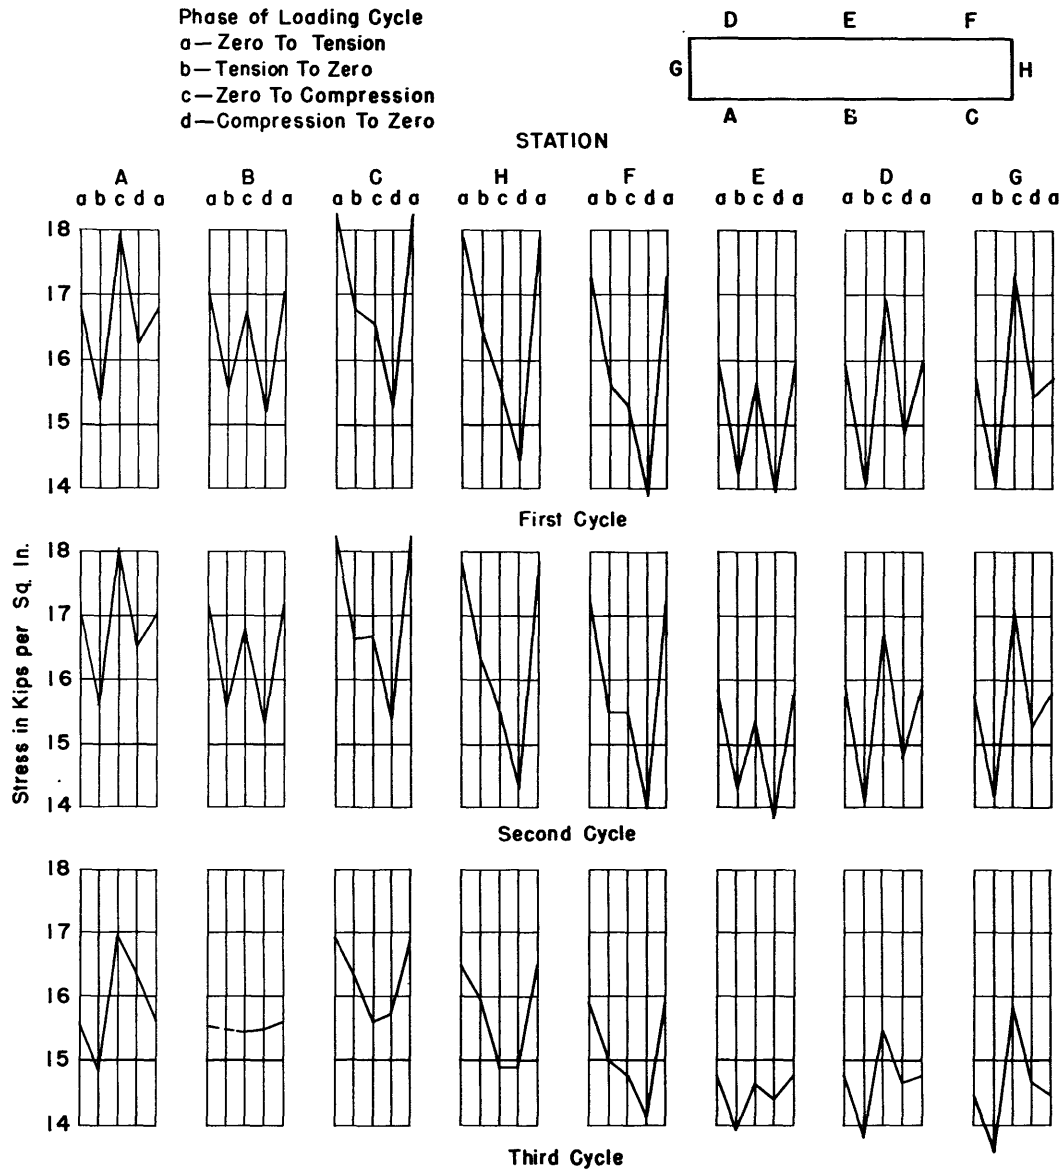 Phase of Loading Cycle
a—Zero To Tension
b—Tension To Zero
c—Zero To Compression
d—Compression To Zero
D E F
G H
A B C
STATION
A B C H F E D G
a b c d a a b c d a a b c d a a b c d a a b c d a a b c d a a b c d a a b c d a
18
17
16
15
14
First Cycle
18
17
16
15
14
Second Cycle
18
17
16
15
14
Third Cycle
Stress in Kips per Sq. In.